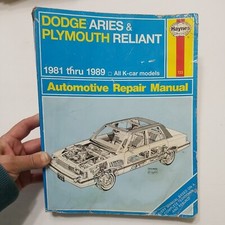 DODGE ARIES &
PLYMOUTH RELIANT
Haynes
1981 thru 1989 □ All K-car models
Automotive Repair Manual